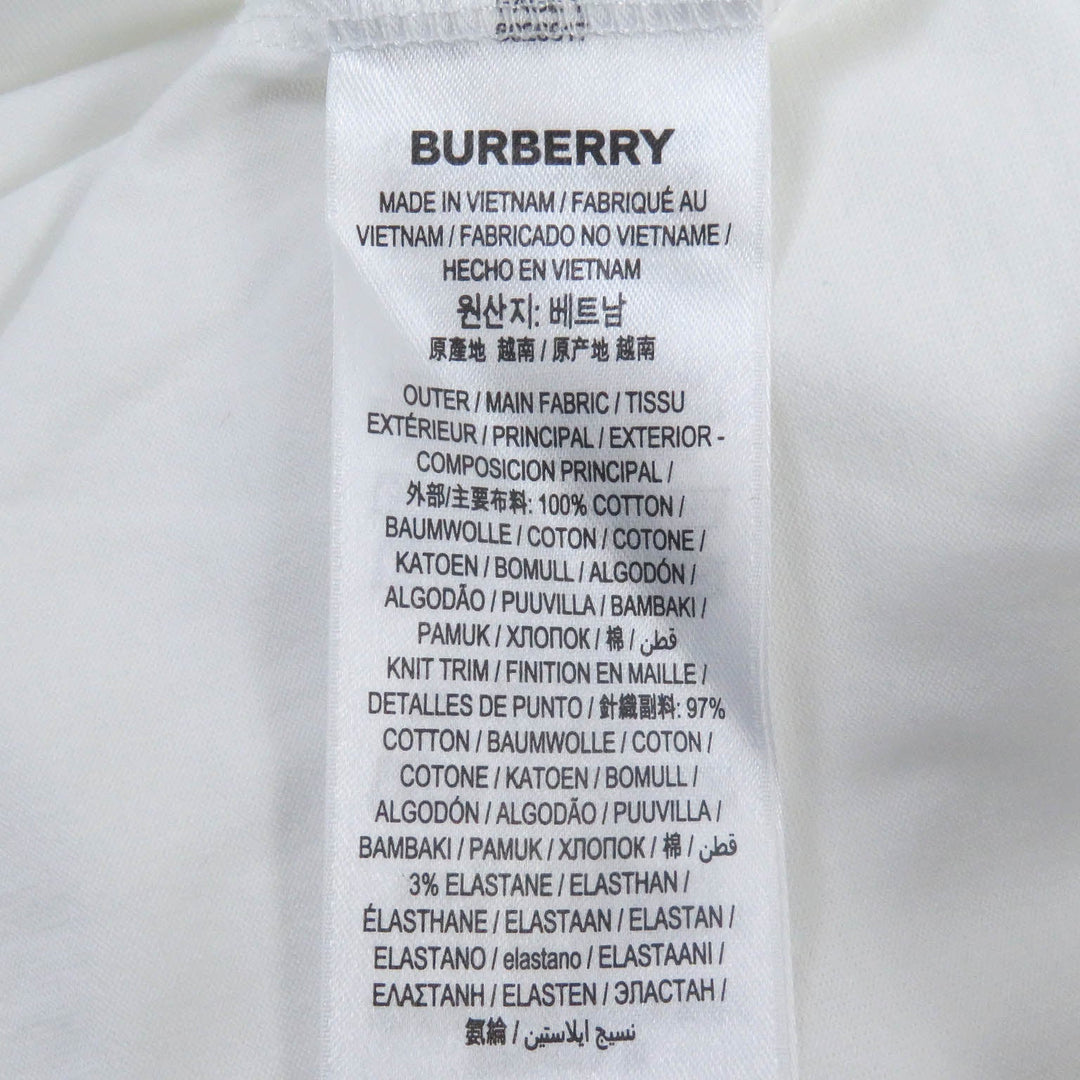 BURBERRY
MADE IN VIETNAM / FABRIQUÉ AU
VIETNAM / FABRICADO NO VIETNAME /
HECHO EN VIETNAM
원산지: 베트남
原產地 越南 / 原产地 越南
OUTER / MAIN FABRIC / TISSU
EXTÉRIEUR / PRINCIPAL / EXTERIOR -
COMPOSICION PRINCIPAL /
外部/主要布料: 100% COTTON /
BAUMWOLLE / COTON / COTONE /
KATOEN / BOMULL / ALGODÓN /
ALGODÃO / PUUVILLA / BAMBAKI /
PAMUK / ХЛОПОК / 棉 / قطن
KNIT TRIM / FINITION EN MAILLE /
DETALLES DE PUNTO / 針織副料: 97%
COTTON / BAUMWOLLE / COTON /
COTONE / KATOEN / BOMULL /
ALGODÓN / ALGODÃO / PUUVILLA /
BAMBAKI / PAMUK / ХЛОПОК / 棉 / قطن
3% ELASTANE / ELASTHAN /
ÉLASTHANE / ELASTAAN / ELASTAN /
ELASTANO / elastano / ELASTAANI /
ΕΛΑΣΤΑΝΗ / ELASTEN / ЭЛАСТАН /
氨綸 / نسيج ايلاستين